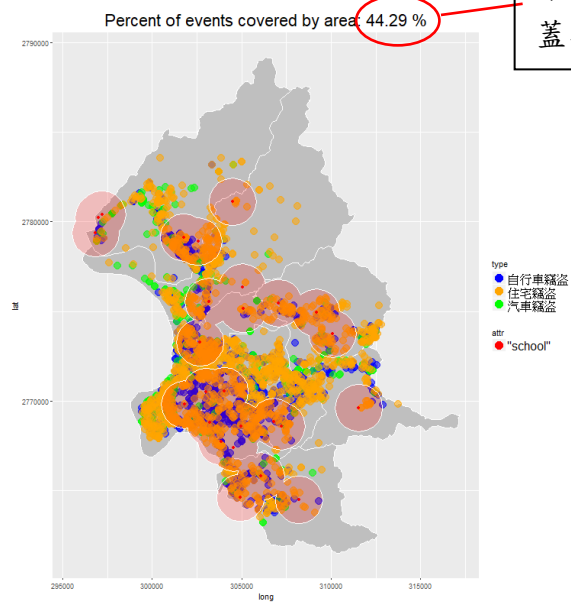 Percent of events covered by area: 44.29 %
蓋
2790000
2780000
2770000
lat
295000 300000 305000 310000 315000
long
type
自行車竊盜
住宅竊盜
汽車竊盜
attr
"school"